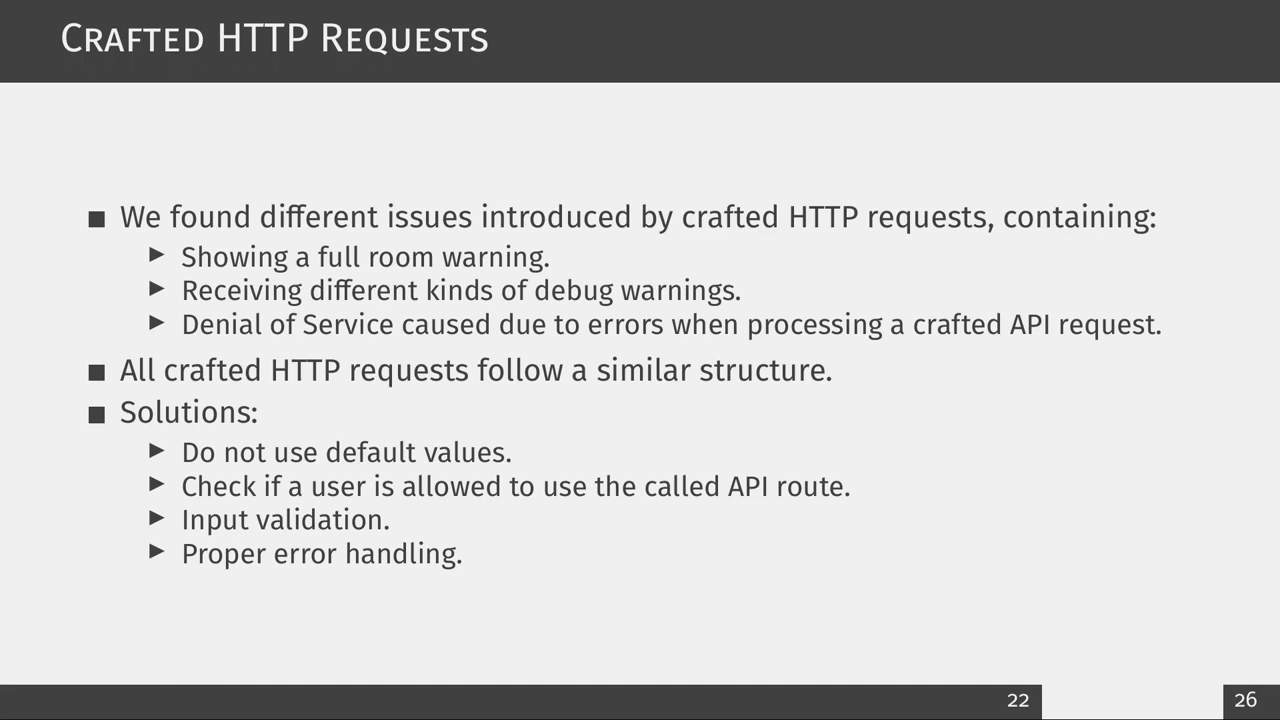 Crafted HTTP Requests
■ We found different issues introduced by crafted HTTP requests, containing:
▶ Showing a full room warning.
▶ Receiving different kinds of debug warnings.
▶ Denial of Service caused due to errors when processing a crafted API request.
■ All crafted HTTP requests follow a similar structure.
■ Solutions:
▶ Do not use default values.
▶ Check if a user is allowed to use the called API route.
▶ Input validation.
▶ Proper error handling.
22 26